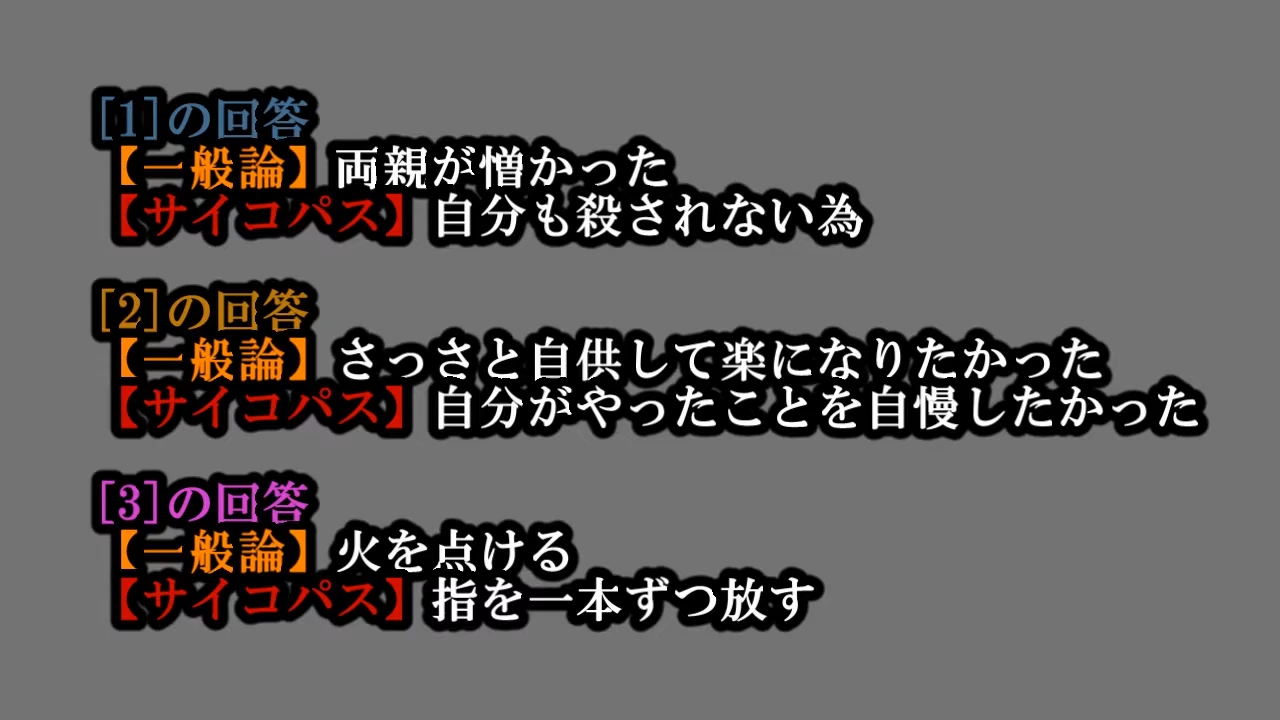 [1]の回答
【一般論】両親が憎かった
【サイコパス】自分も殺されない為
[2]の回答
【一般論】さっさと自供して楽になりたかった
【サイコパス】自分がやったことを自慢したかった
[3]の回答
【一般論】火を点ける
【サイコパス】指を一本ずつ放す